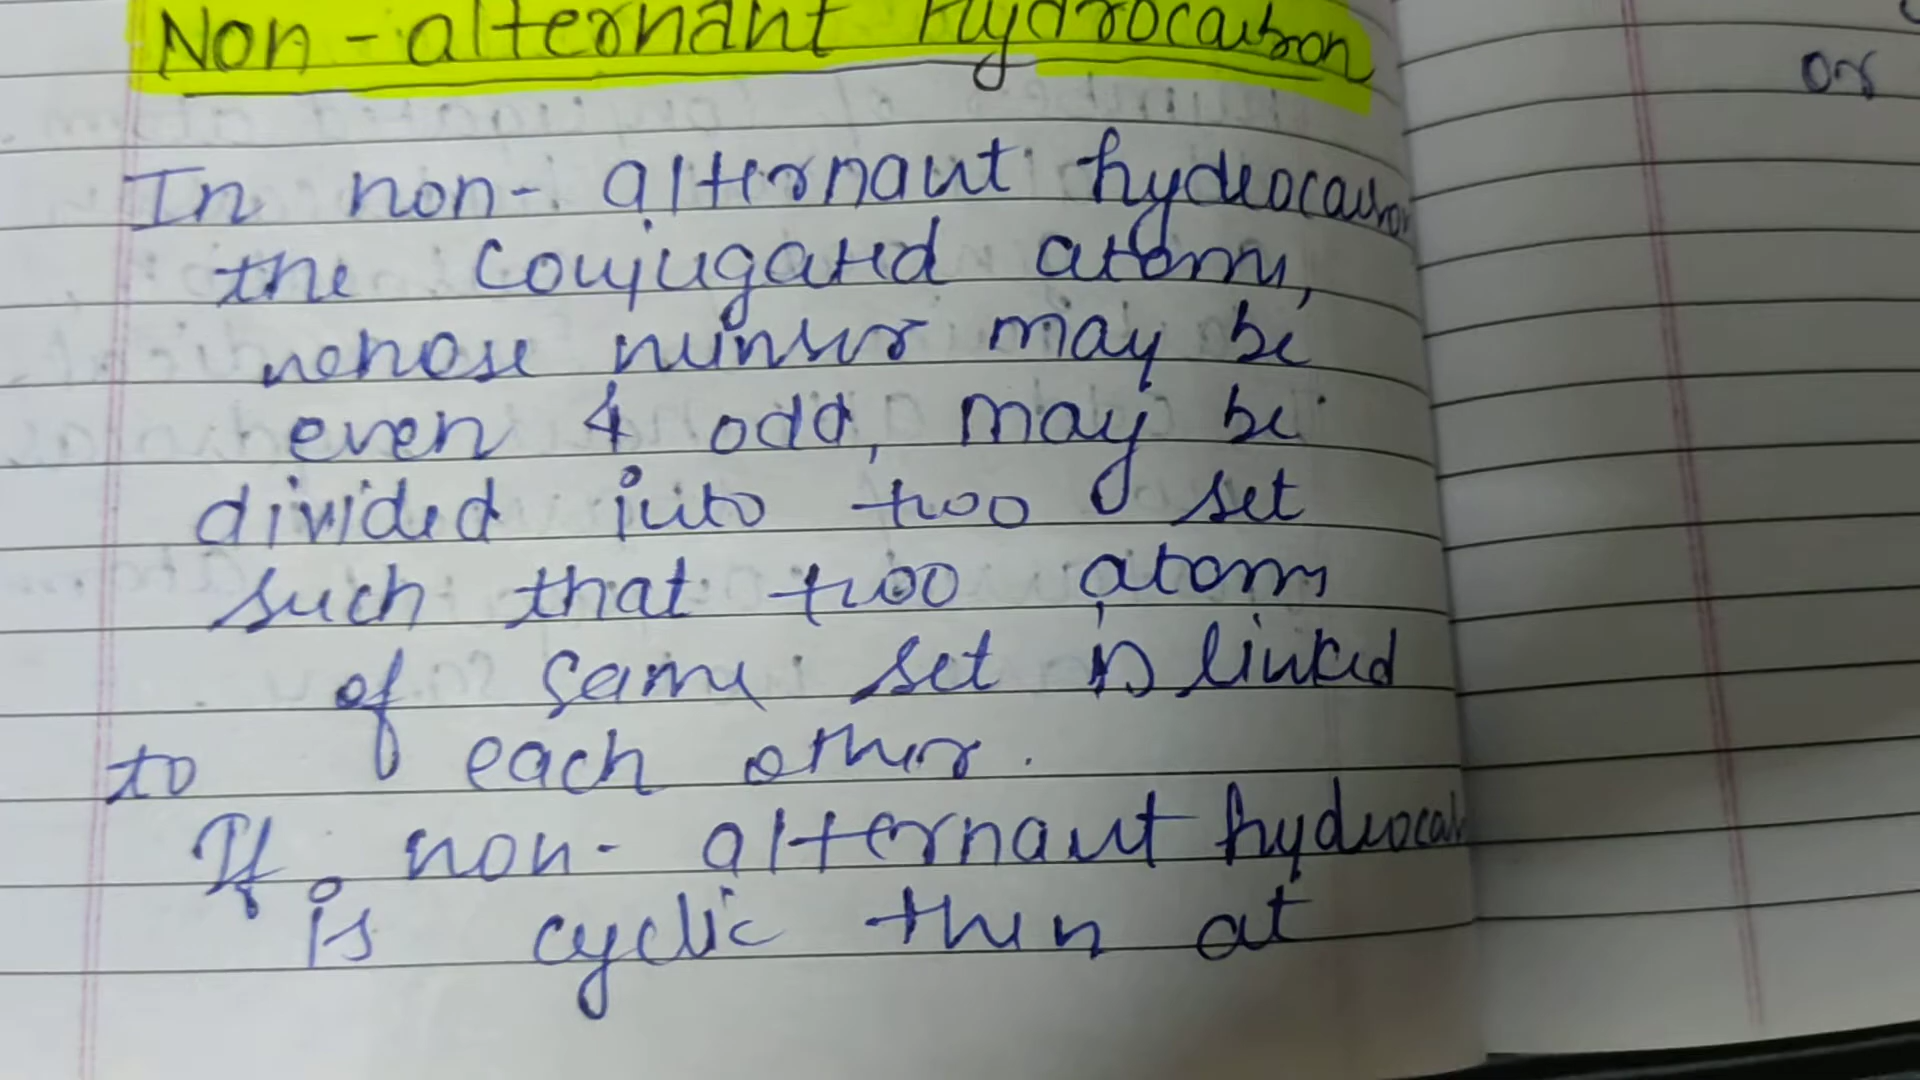 Non-alternant hydrocarbon
or
In non-alternant hydrocarbon
the conjugated atoms,
whose number may be
even & odd, may be
divided into two set
such that two atoms
of same set is linked
to each other.
If non-alternant hydrocar
is cyclic then at